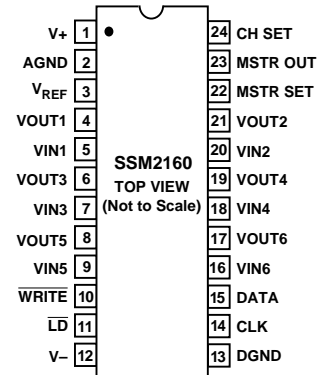 V+ 1 24 CH SET
AGND 2 23 MSTR OUT
VREF 3 22 MSTR SET
VOUT1 4 21 VOUT2
VIN1 5 20 VIN2
SSM2160
VOUT3 6 19 VOUT4
TOP VIEW
VIN3 7 (Not to Scale) 18 VIN4
VOUT5 8 17 VOUT6
VIN5 9 16 VIN6
WRITE 10 15 DATA
LD 11 14 CLK
V– 12 13 DGND